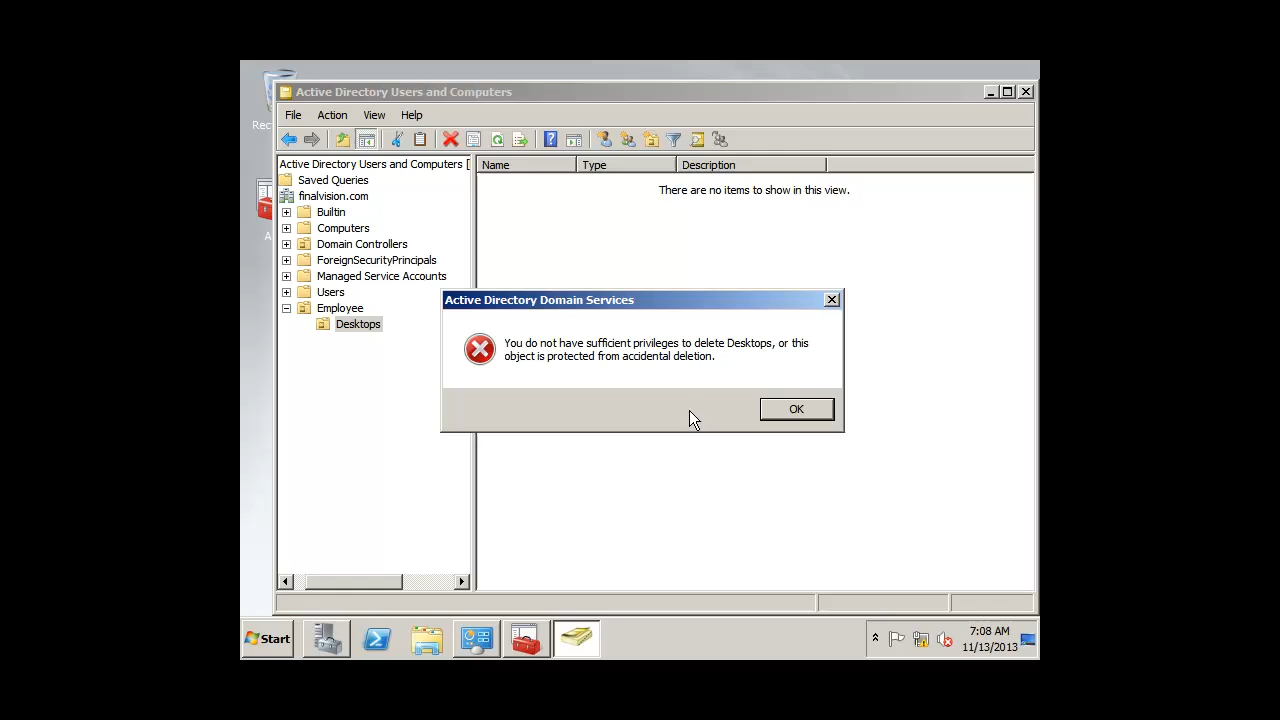 Rec
A
Active Directory Users and Computers
File Action View Help
Active Directory Users and Computers [
Saved Queries
finalvision.com
Builtin
Computers
Domain Controllers
ForeignSecurityPrincipals
Managed Service Accounts
Users
Employee
Desktops
Name Type Description
There are no items to show in this view.
Active Directory Domain Services
You do not have sufficient privileges to delete Desktops, or this
object is protected from accidental deletion.
OK
Start
7:08 AM
11/13/2013